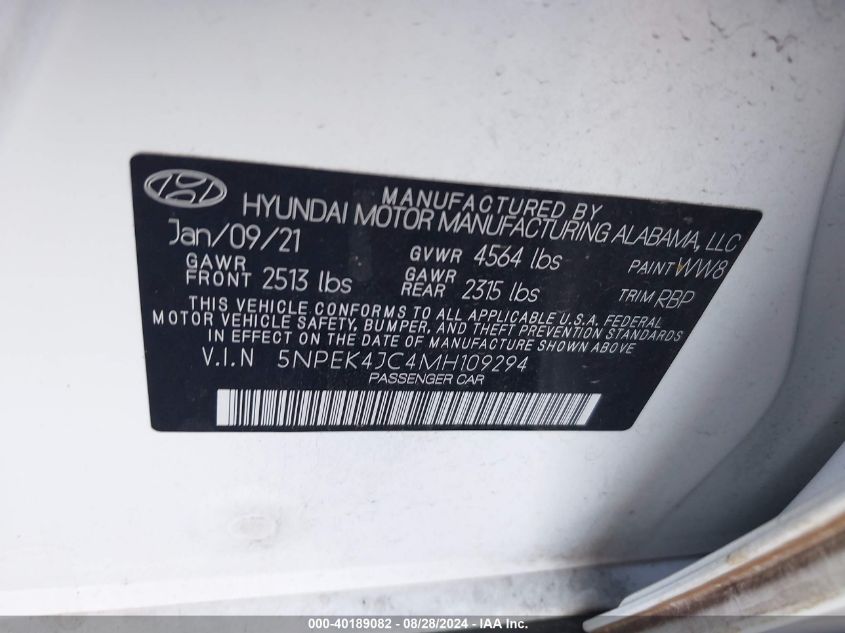 MANUFACTURED BY
HYUNDAI MOTOR MANUFACTURING ALABAMA, LLC
Jan/09/21
GVWR 4564 lbs
PAINT WW8
GAWR FRONT 2513 lbs
GAWR REAR 2315 lbs
TRIM RBP
THIS VEHICLE CONFORMS TO ALL APPLICABLE U.S.A. FEDERAL
MOTOR VEHICLE SAFETY, BUMPER, AND THEFT PREVENTION STANDARDS
IN EFFECT ON THE DATE OF MANUFACTURE SHOWN ABOVE.
V.I.N 5NPEK4JC4MH109294
PASSENGER CAR
000-40189082 - 08/28/2024 - IAA Inc.